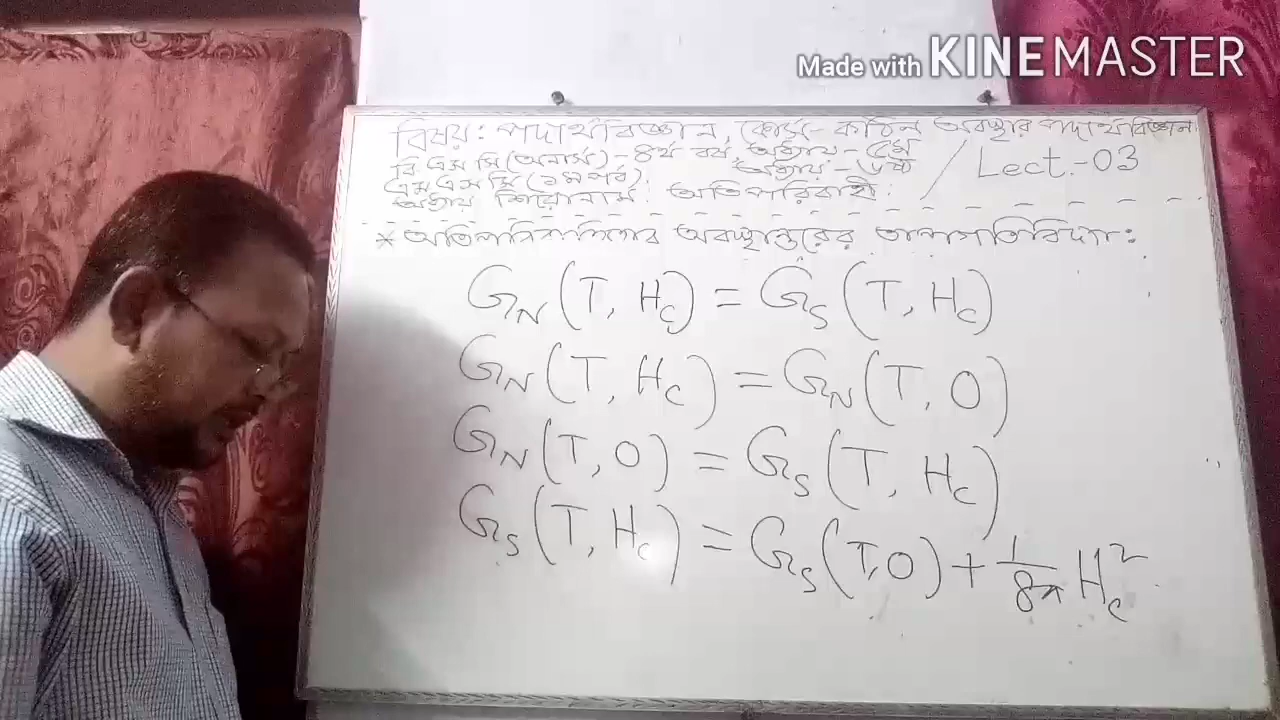 Made with KINEMASTER
বিষয়: পদার্থবিজ্ঞান, কোর্স- কঠিন অবস্থার পদার্থবিজ্ঞান
বি এস সি (অনার্স) - ৪র্থ বর্ষ, অধ্যায় - ৫ম
এম এস সি (১ম পর্ব) অধ্যায় - ৬ষ্ঠ
Lect.-03
অধ্যায় শিরোনাম: অতিপরিবাহী
* অবস্থান্তরের তাপগতিবিদ্যা:
G_N(T, H_c) = G_S(T, H_c)
G_N(T, H_c) = G_N(T, 0)
G_N(T, 0) = G_S(T, H_c)
G_S(T, H_c) = G_S(T,0) + 1/8π H_c²